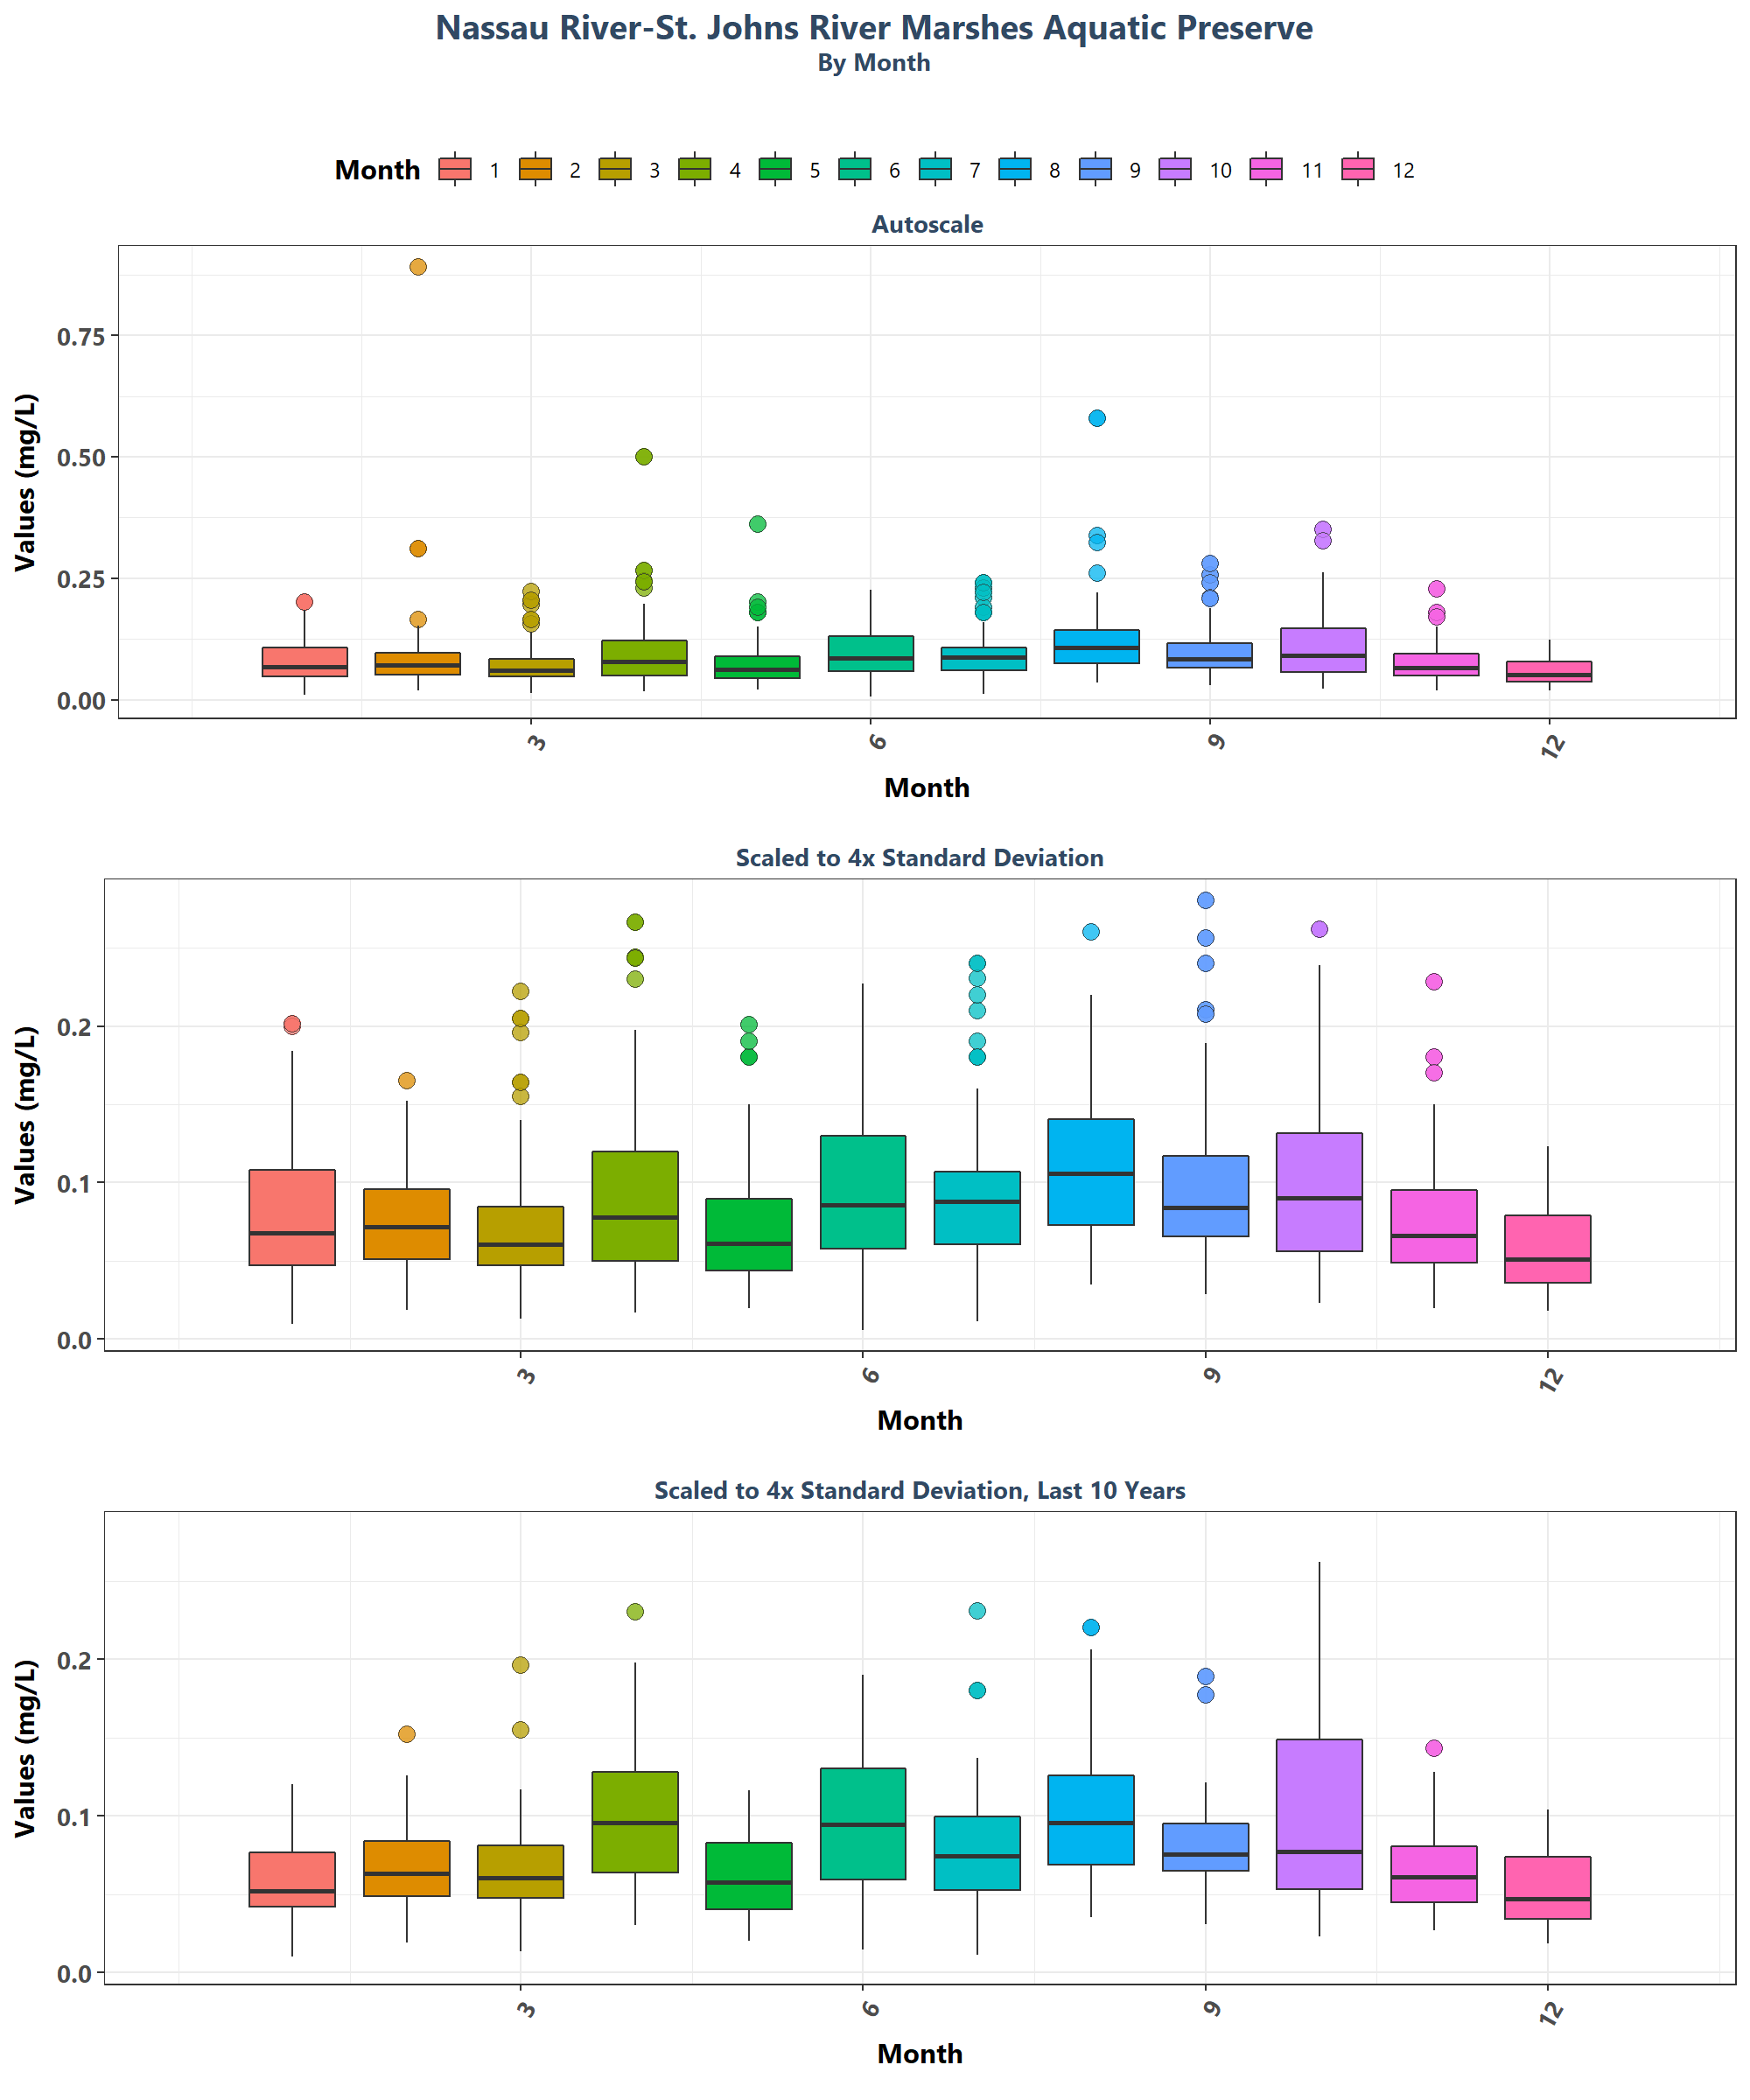 Nassau River-St. Johns River Marshes Aquatic Preserve
By Month
Month 1 2 3 4 5 6 7 8 9 10 11 12
Autoscale
Values (mg/L)
0.75
0.50
0.25
0.00
3 6 9 12
Month
Scaled to 4x Standard Deviation
Values (mg/L)
0.2
0.1
0.0
3 6 9 12
Month
Scaled to 4x Standard Deviation, Last 10 Years
Values (mg/L)
0.2
0.1
0.0
3 6 9 12
Month